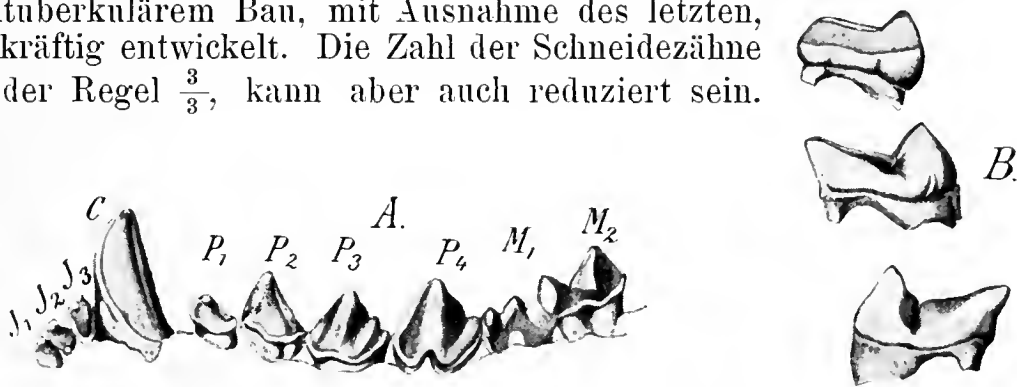 tuberkulärem Bau, mit Ausnahme des letzten,
kräftig entwickelt. Die Zahl der Schneidezähne
der Regel 3/3, kann aber auch reduziert sein.
A.
B.
C,
J1 J2 J3
P1 P2 P3 P4 M1 M2